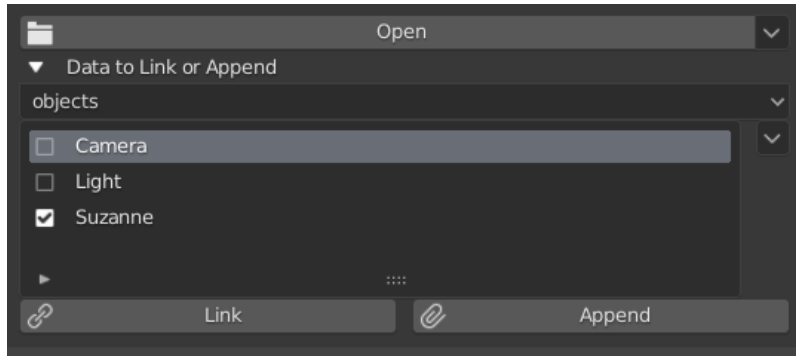 Open
Data to Link or Append
objects
Camera
Light
Suzanne
Link Append